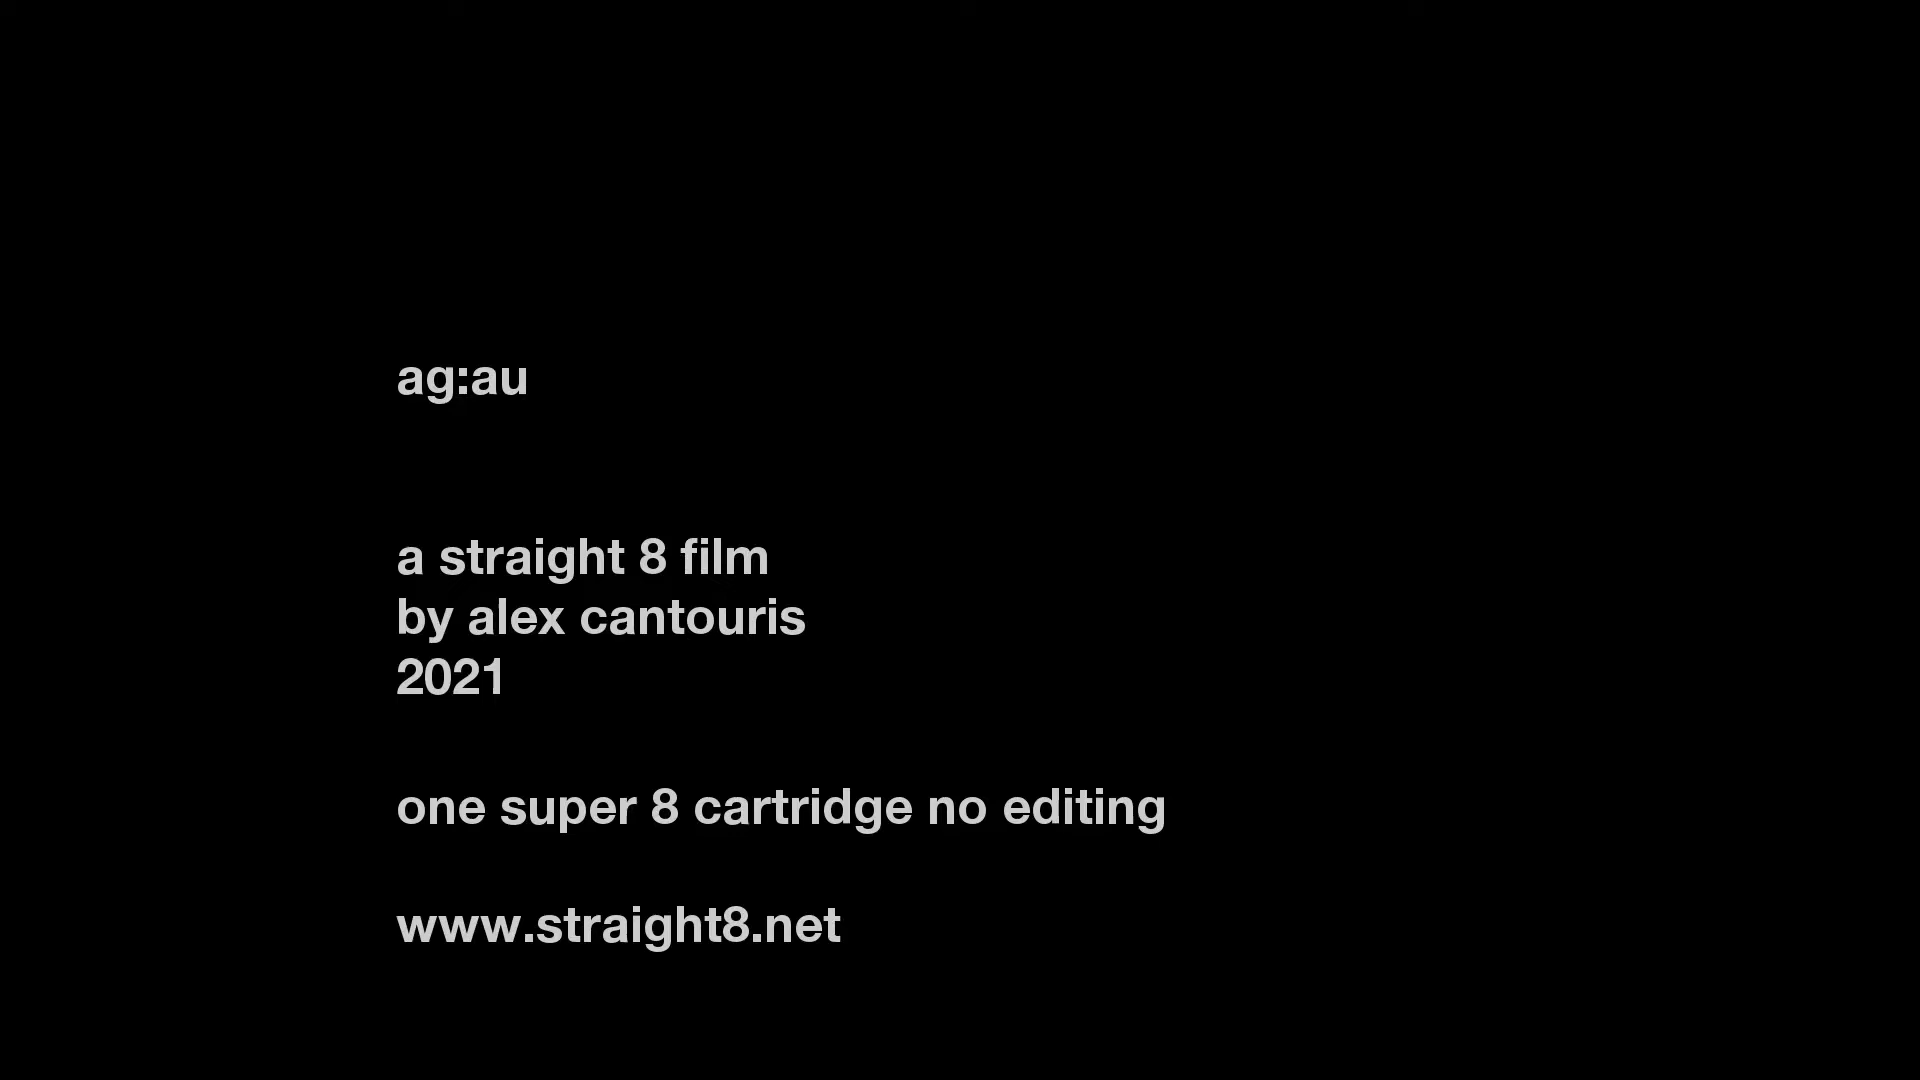 ag:au
a straight 8 film
by alex cantouris
2021
one super 8 cartridge no editing
www.straight8.net